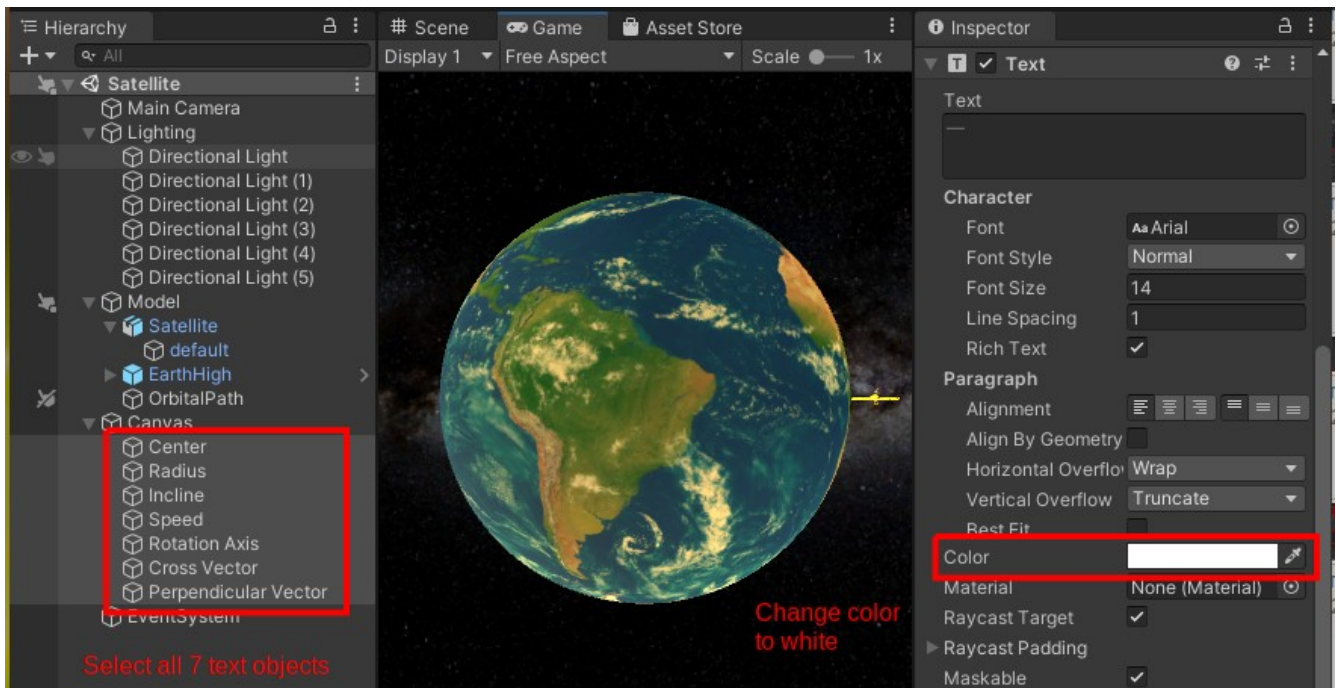 Hierarchy
All
Satellite
Main Camera
Lighting
Directional Light
Directional Light (1)
Directional Light (2)
Directional Light (3)
Directional Light (4)
Directional Light (5)
Model
Satellite
default
EarthHigh
OrbitalPath
Canvas
Center
Radius
Incline
Speed
Rotation Axis
Cross Vector
Perpendicular Vector
EventSystem
Select all 7 text objects
Scene Game Asset Store
Display 1 Free Aspect Scale 1x
Change color
to white
Inspector
T Text
Text
—
Character
Font Aa Arial
Font Style Normal
Font Size 14
Line Spacing 1
Rich Text
Paragraph
Alignment
Align By Geometry
Horizontal Overflo Wrap
Vertical Overflow Truncate
Best Fit
Color
Material None (Material)
Raycast Target
Raycast Padding
Maskable